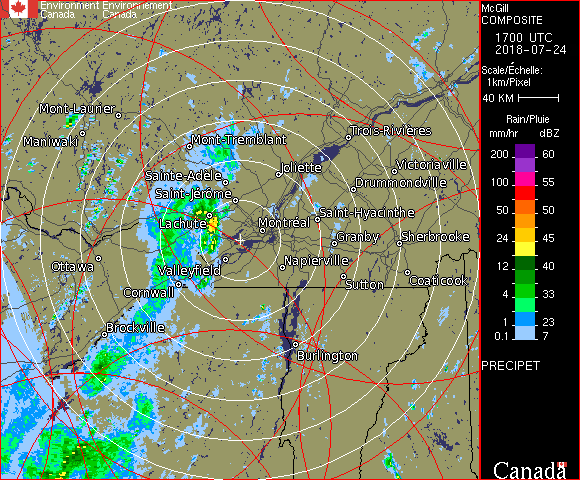 Environment Environnement
Canada Canada
McGill
COMPOSITE
1700 UTC
2018-07-24
Scale/Échelle:
1km/Pixel
40 KM
Rain/Pluie
mm/hr dBZ
200 60
100 55
50 50
24 45
12 40
4 33
1 23
0.1 7
PRECIPET
Canada
Mont-Laurier
Maniwaki
Mont-Tremblant
Trois-Rivières
Sainte-Adèle
Joliette
Victoriaville
Saint-Jérôme
Drummondville
Lachute
Montréal
Saint-Hyacinthe
Granby
Sherbrooke
Ottawa
Valleyfield
Napierville
Cornwall
Sutton
Coaticook
Brockville
Burlington